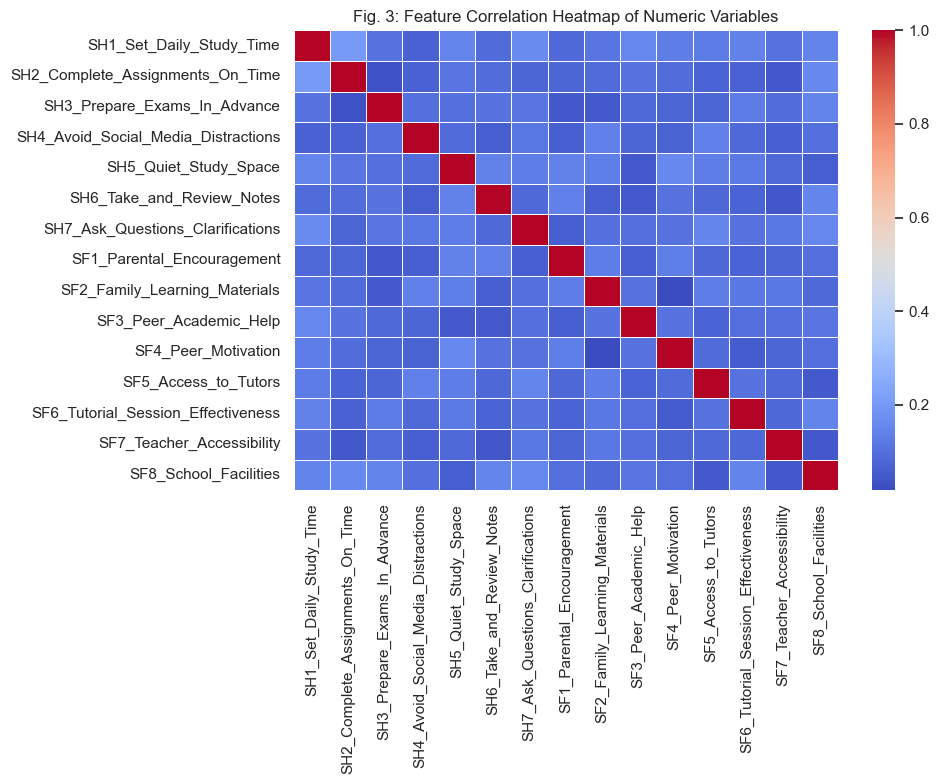 Fig. 3: Feature Correlation Heatmap of Numeric Variables
SH1_Set_Daily_Study_Time
SH2_Complete_Assignments_On_Time
SH3_Prepare_Exams_In_Advance
SH4_Avoid_Social_Media_Distractions
SH5_Quiet_Study_Space
SH6_Take_and_Review_Notes
SH7_Ask_Questions_Clarifications
SF1_Parental_Encouragement
SF2_Family_Learning_Materials
SF3_Peer_Academic_Help
SF4_Peer_Motivation
SF5_Access_to_Tutors
SF6_Tutorial_Session_Effectiveness
SF7_Teacher_Accessibility
SF8_School_Facilities
SH1_Set_Daily_Study_Time
SH2_Complete_Assignments_On_Time
SH3_Prepare_Exams_In_Advance
SH4_Avoid_Social_Media_Distractions
SH5_Quiet_Study_Space
SH6_Take_and_Review_Notes
SH7_Ask_Questions_Clarifications
SF1_Parental_Encouragement
SF2_Family_Learning_Materials
SF3_Peer_Academic_Help
SF4_Peer_Motivation
SF5_Access_to_Tutors
SF6_Tutorial_Session_Effectiveness
SF7_Teacher_Accessibility
SF8_School_Facilities
1.0
0.8
0.6
0.4
0.2